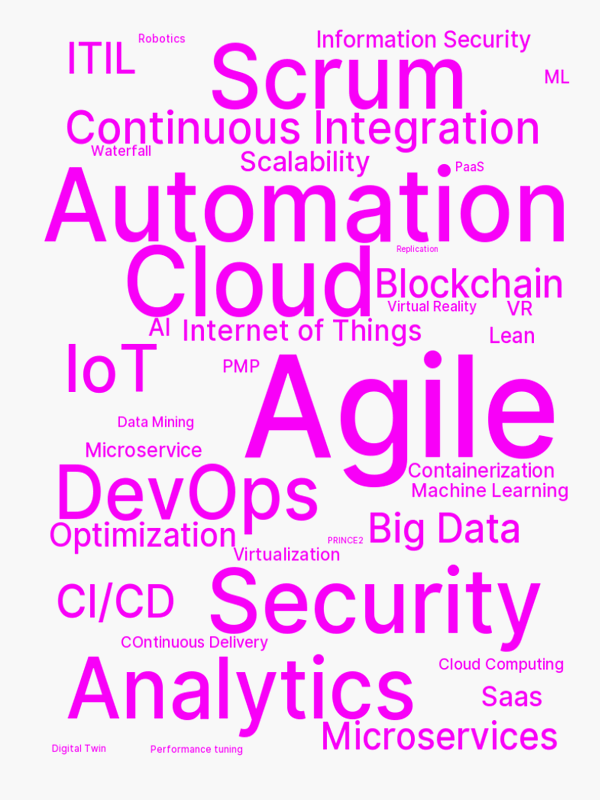 Robotics
Information Security
ITIL
Scrum
ML
Continuous Integration
Waterfall
Scalability
PaaS
Automation
Replication
Cloud
Blockchain
Virtual Reality
VR
AI
Internet of Things
Lean
IoT
PMP
Agile
Data Mining
Microservice
Containerization
Machine Learning
DevOps
Optimization
Big Data
PRINCE2
Virtualization
CI/CD
Security
COntinuous Delivery
Cloud Computing
Analytics
Saas
Microservices
Digital Twin
Performance tuning